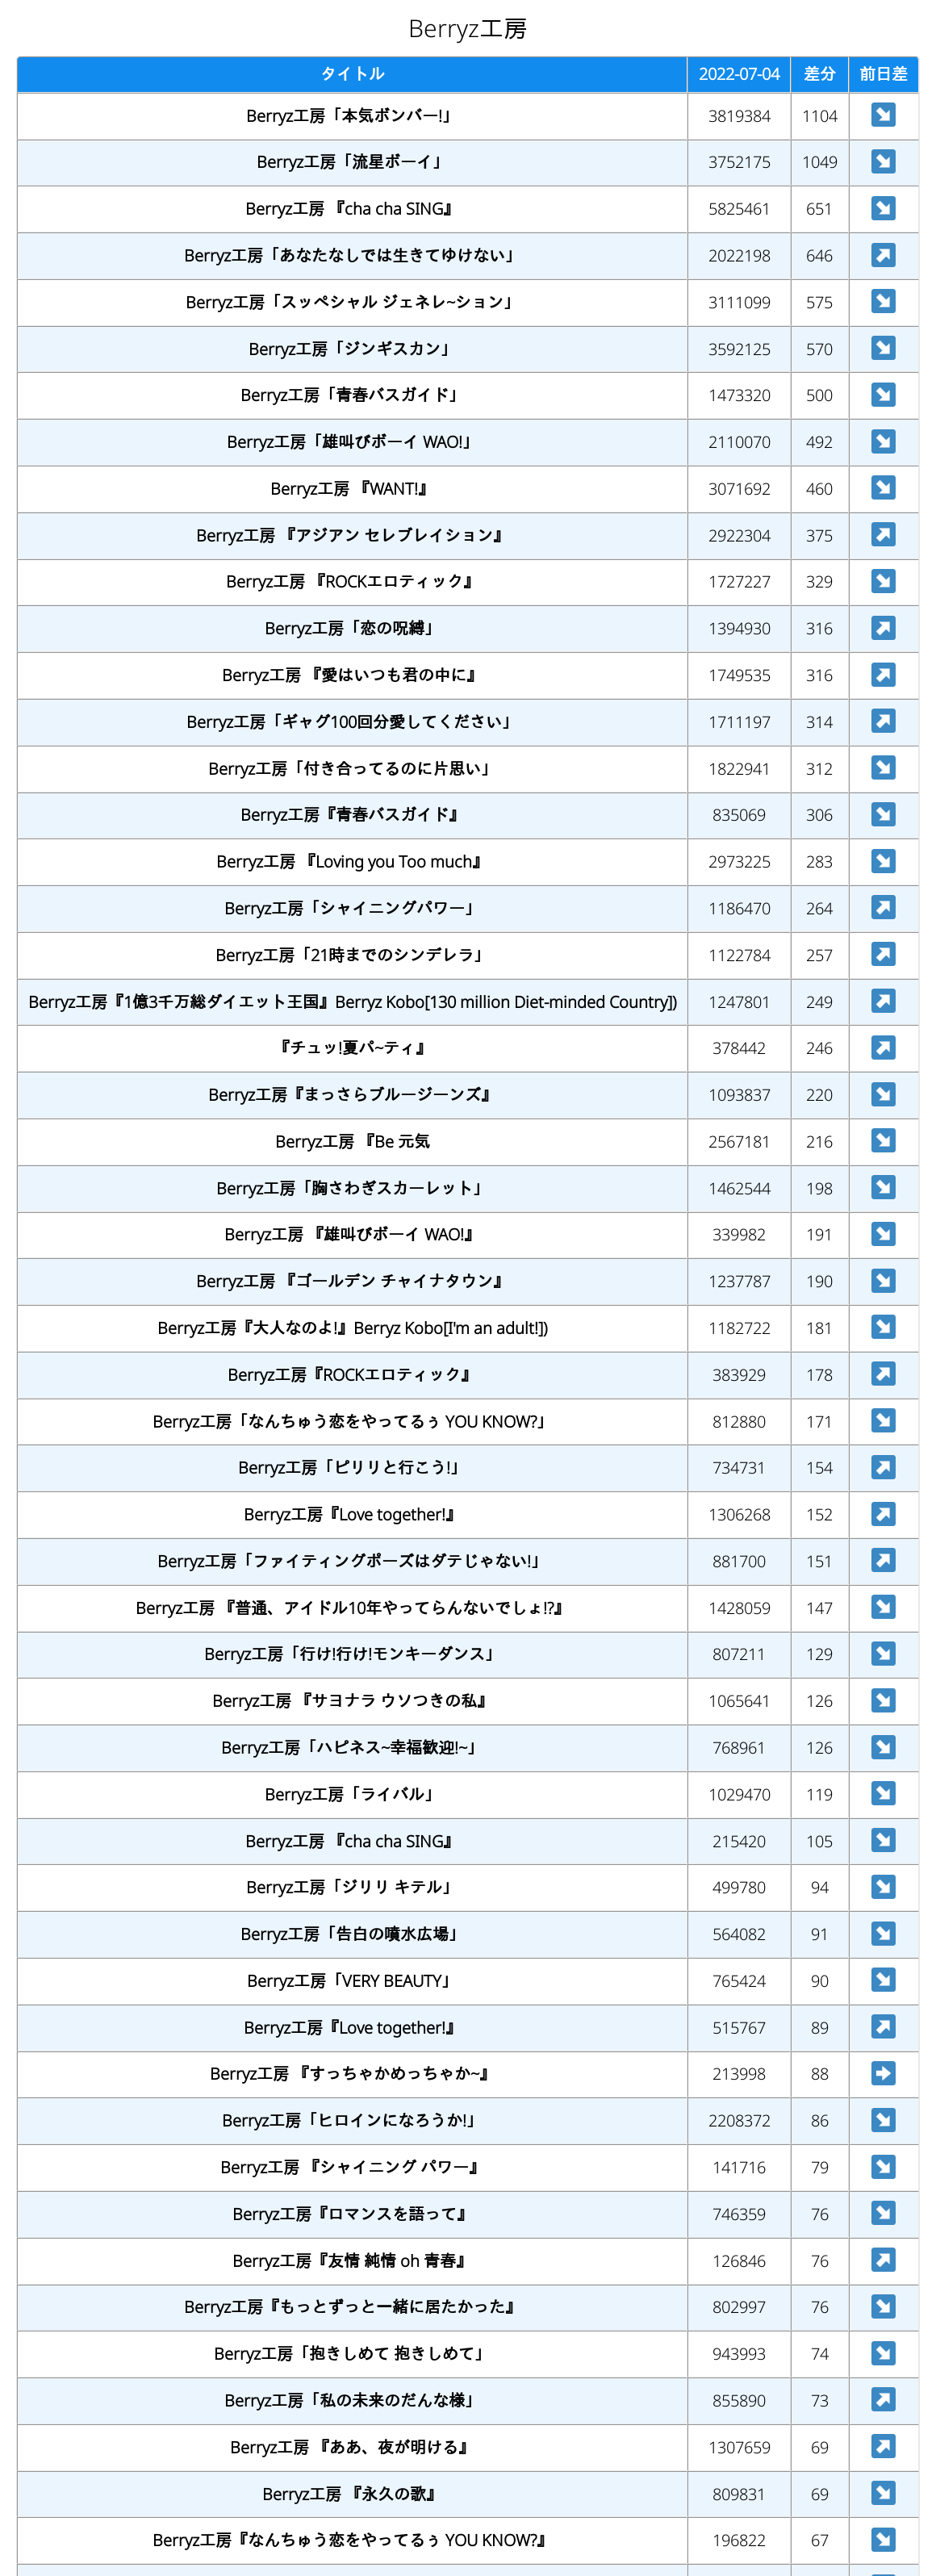 Berryz工房
タイトル 2022-07-04 差分 前日差
Berryz工房「本気ボンバー!」 3819384 1104 ↘
Berryz工房「流星ボーイ」 3752175 1049 ↘
Berryz工房 『cha cha SING』 5825461 651 ↘
Berryz工房「あなたなしでは生きてゆけない」 2022198 646 ↗
Berryz工房「スッペシャル ジェネレ~ション」 3111099 575 ↘
Berryz工房「ジンギスカン」 3592125 570 ↘
Berryz工房「青春バスガイド」 1473320 500 ↘
Berryz工房「雄叫びボーイ WAO!」 2110070 492 ↘
Berryz工房 『WANT!』 3071692 460 ↘
Berryz工房 『アジアン セレブレイション』 2922304 375 ↗
Berryz工房 『ROCKエロティック』 1727227 329 ↘
Berryz工房「恋の呪縛」 1394930 316 ↗
Berryz工房 『愛はいつも君の中に』 1749535 316 ↗
Berryz工房「ギャグ100回分愛してください」 1711197 314 ↗
Berryz工房「付き合ってるのに片思い」 1822941 312 ↘
Berryz工房『青春バスガイド』 835069 306 ↘
Berryz工房 『Loving you Too much』 2973225 283 ↘
Berryz工房「シャイニングパワー」 1186470 264 ↗
Berryz工房「21時までのシンデレラ」 1122784 257 ↗
Berryz工房『1億3千万総ダイエット王国』Berryz Kobo[130 million Diet-minded Country]) 1247801 249 ↗
『チュッ!夏パ~ティ』 378442 246 ↗
Berryz工房『まっさらブルージーンズ』 1093837 220 ↘
Berryz工房 『Be 元気 2567181 216 ↘
Berryz工房「胸さわぎスカーレット」 1462544 198 ↘
Berryz工房 『雄叫びボーイ WAO!』 339982 191 ↘
Berryz工房 『ゴールデン チャイナタウン』 1237787 190 ↘
Berryz工房『大人なのよ!』Berryz Kobo[I'm an adult!]) 1182722 181 ↘
Berryz工房『ROCKエロティック』 383929 178 ↗
Berryz工房「なんちゅう恋をやってるぅ YOU KNOW?」 812880 171 ↘
Berryz工房「ピリリと行こう!」 734731 154 ↗
Berryz工房『Love together!』 1306268 152 ↗
Berryz工房「ファイティングポーズはダテじゃない!」 881700 151 ↗
Berryz工房 『普通、アイドル10年やってらんないでしょ!?』 1428059 147 ↘
Berryz工房「行け!行け!モンキーダンス」 807211 129 ↘
Berryz工房 『サヨナラ ウソつきの私』 1065641 126 ↘
Berryz工房「ハピネス~幸福歓迎!~」 768961 126 ↘
Berryz工房「ライバル」 1029470 119 ↘
Berryz工房 『cha cha SING』 215420 105 ↘
Berryz工房「ジリリ キテル」 499780 94 ↘
Berryz工房「告白の噴水広場」 564082 91 ↘
Berryz工房「VERY BEAUTY」 765424 90 ↘
Berryz工房『Love together!』 515767 89 ↗
Berryz工房 『すっちゃかめっちゃか~』 213998 88 →
Berryz工房「ヒロインになろうか!」 2208372 86 ↘
Berryz工房 『シャイニング パワー』 141716 79 ↘
Berryz工房『ロマンスを語って』 746359 76 ↘
Berryz工房『友情 純情 oh 青春』 126846 76 ↗
Berryz工房『もっとずっと一緒に居たかった』 802997 76 ↘
Berryz工房「抱きしめて 抱きしめて」 943993 74 ↘
Berryz工房「私の未来のだんな様」 855890 73 ↗
Berryz工房 『ああ、夜が明ける』 1307659 69 ↗
Berryz工房 『永久の歌』 809831 69 ↘
Berryz工房『なんちゅう恋をやってるぅ YOU KNOW?』 196822 67 ↘